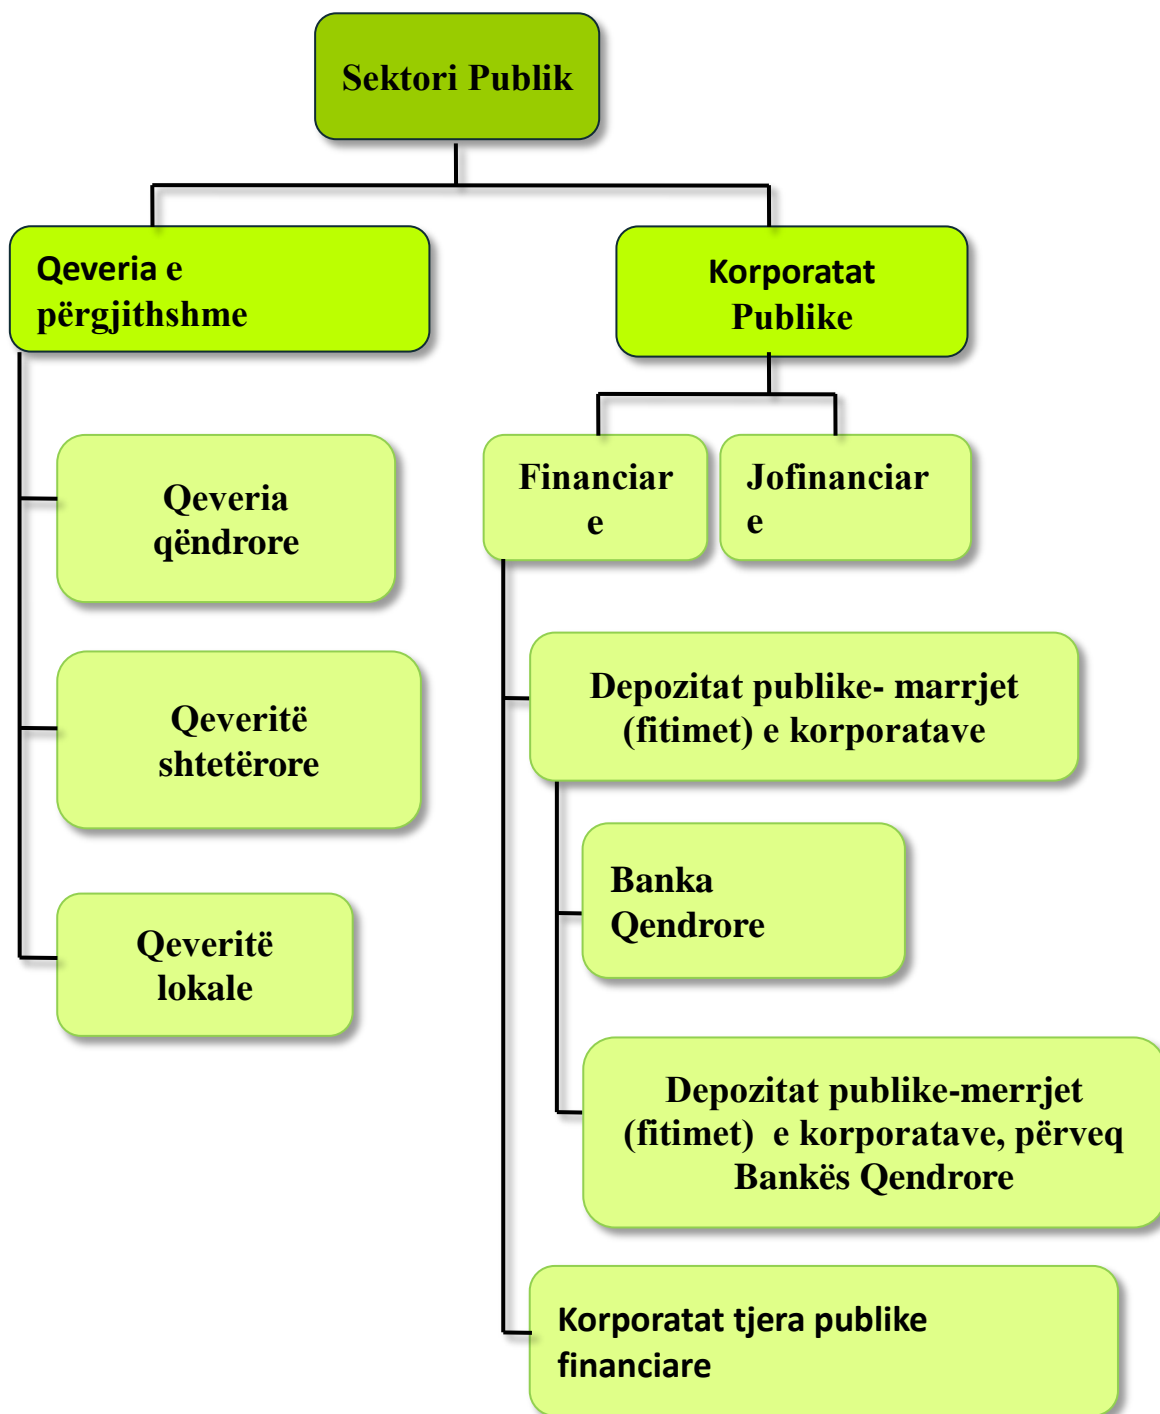 Sektori Publik
Qeveria e
përgjithshme
Korporatat
Publike
Financiar
e
Jofinanciar
e
Qeveria
qëndrore
Qeveritë
shtetërore
Qeveritë
lokale
Depozitat publike- marrjet
(fitimet) e korporatave
Banka
Qendrore
Depozitat publike-merrjet
(fitimet)  e korporatave, përveq
Bankës Qendrore
Korporatat tjera publike
financiare